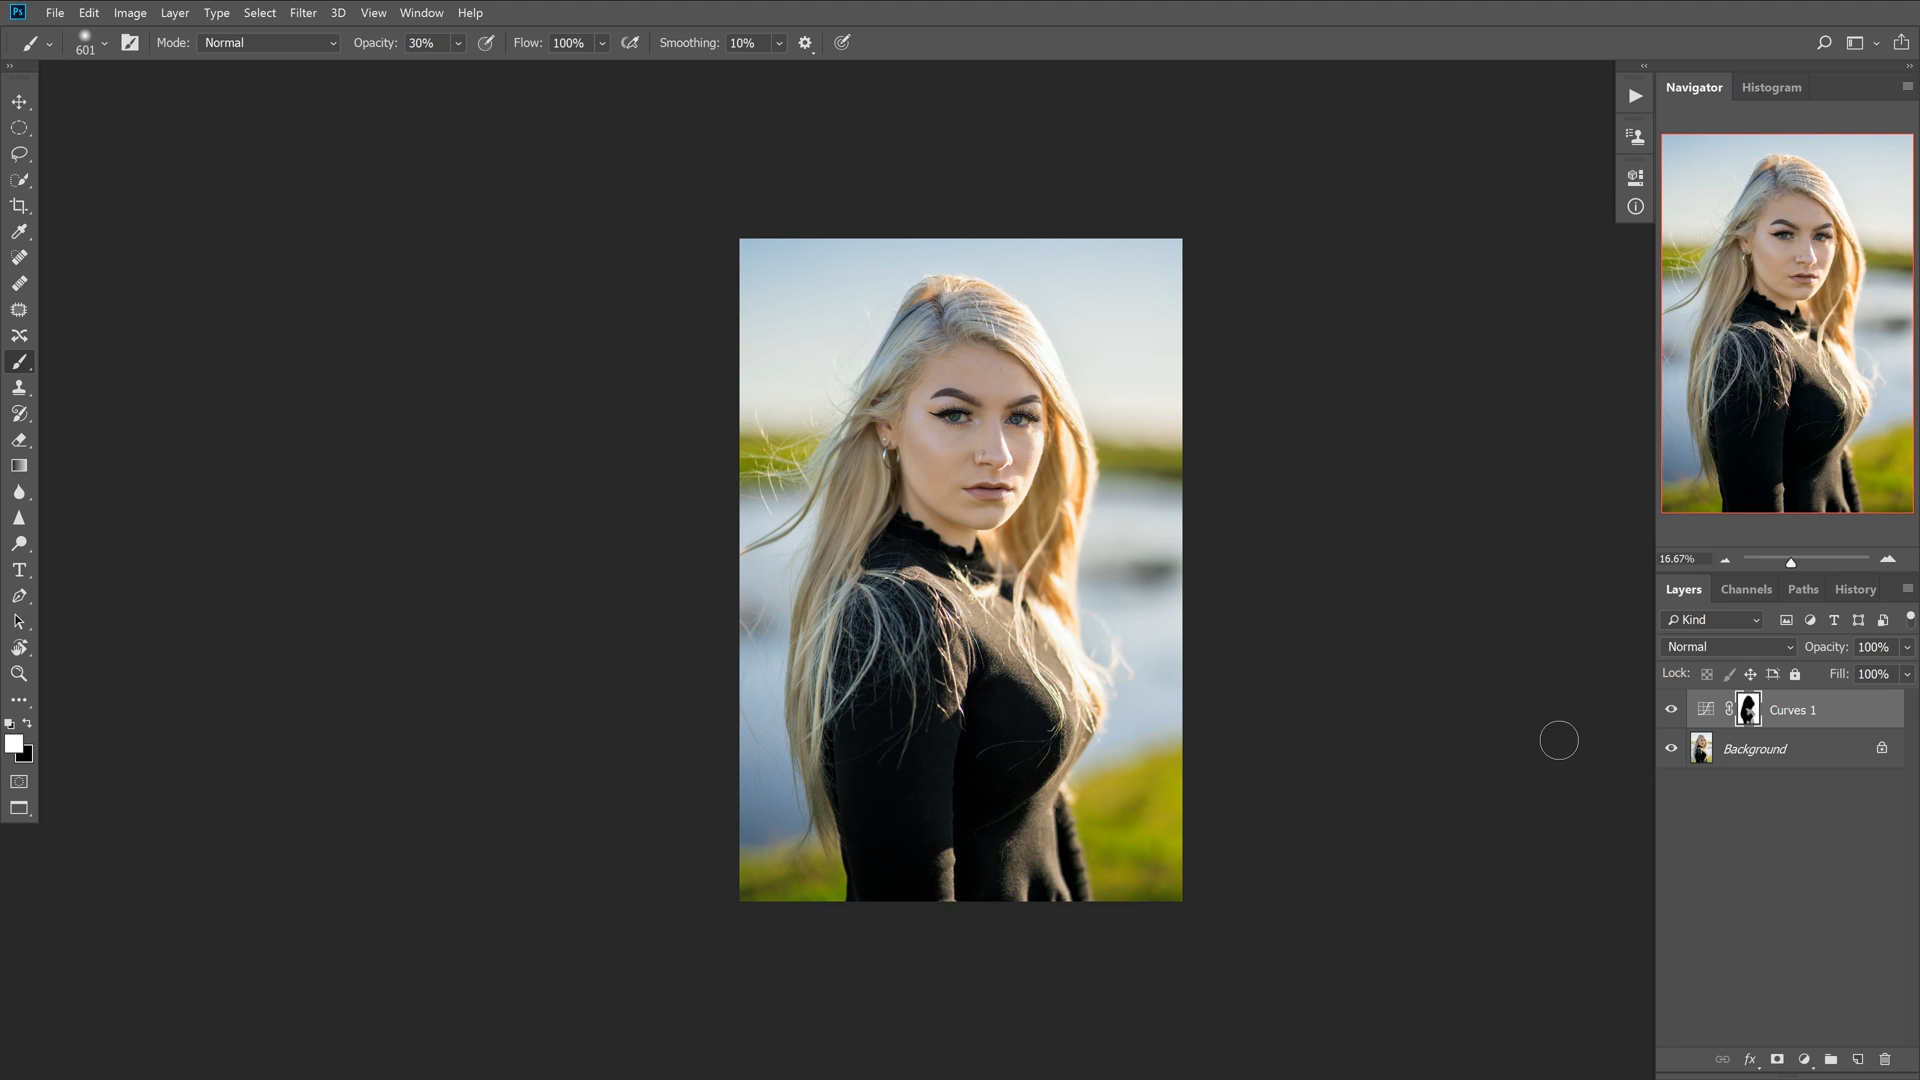 Ps File Edit Image Layer Type Select Filter 3D View Window Help
601 Mode: Normal Opacity: 30% Flow: 100% Smoothing: 10%
Navigator Histogram
16.67%
Layers Channels Paths History
Kind
Normal Opacity: 100%
Lock: Fill: 100%
Curves 1
Background